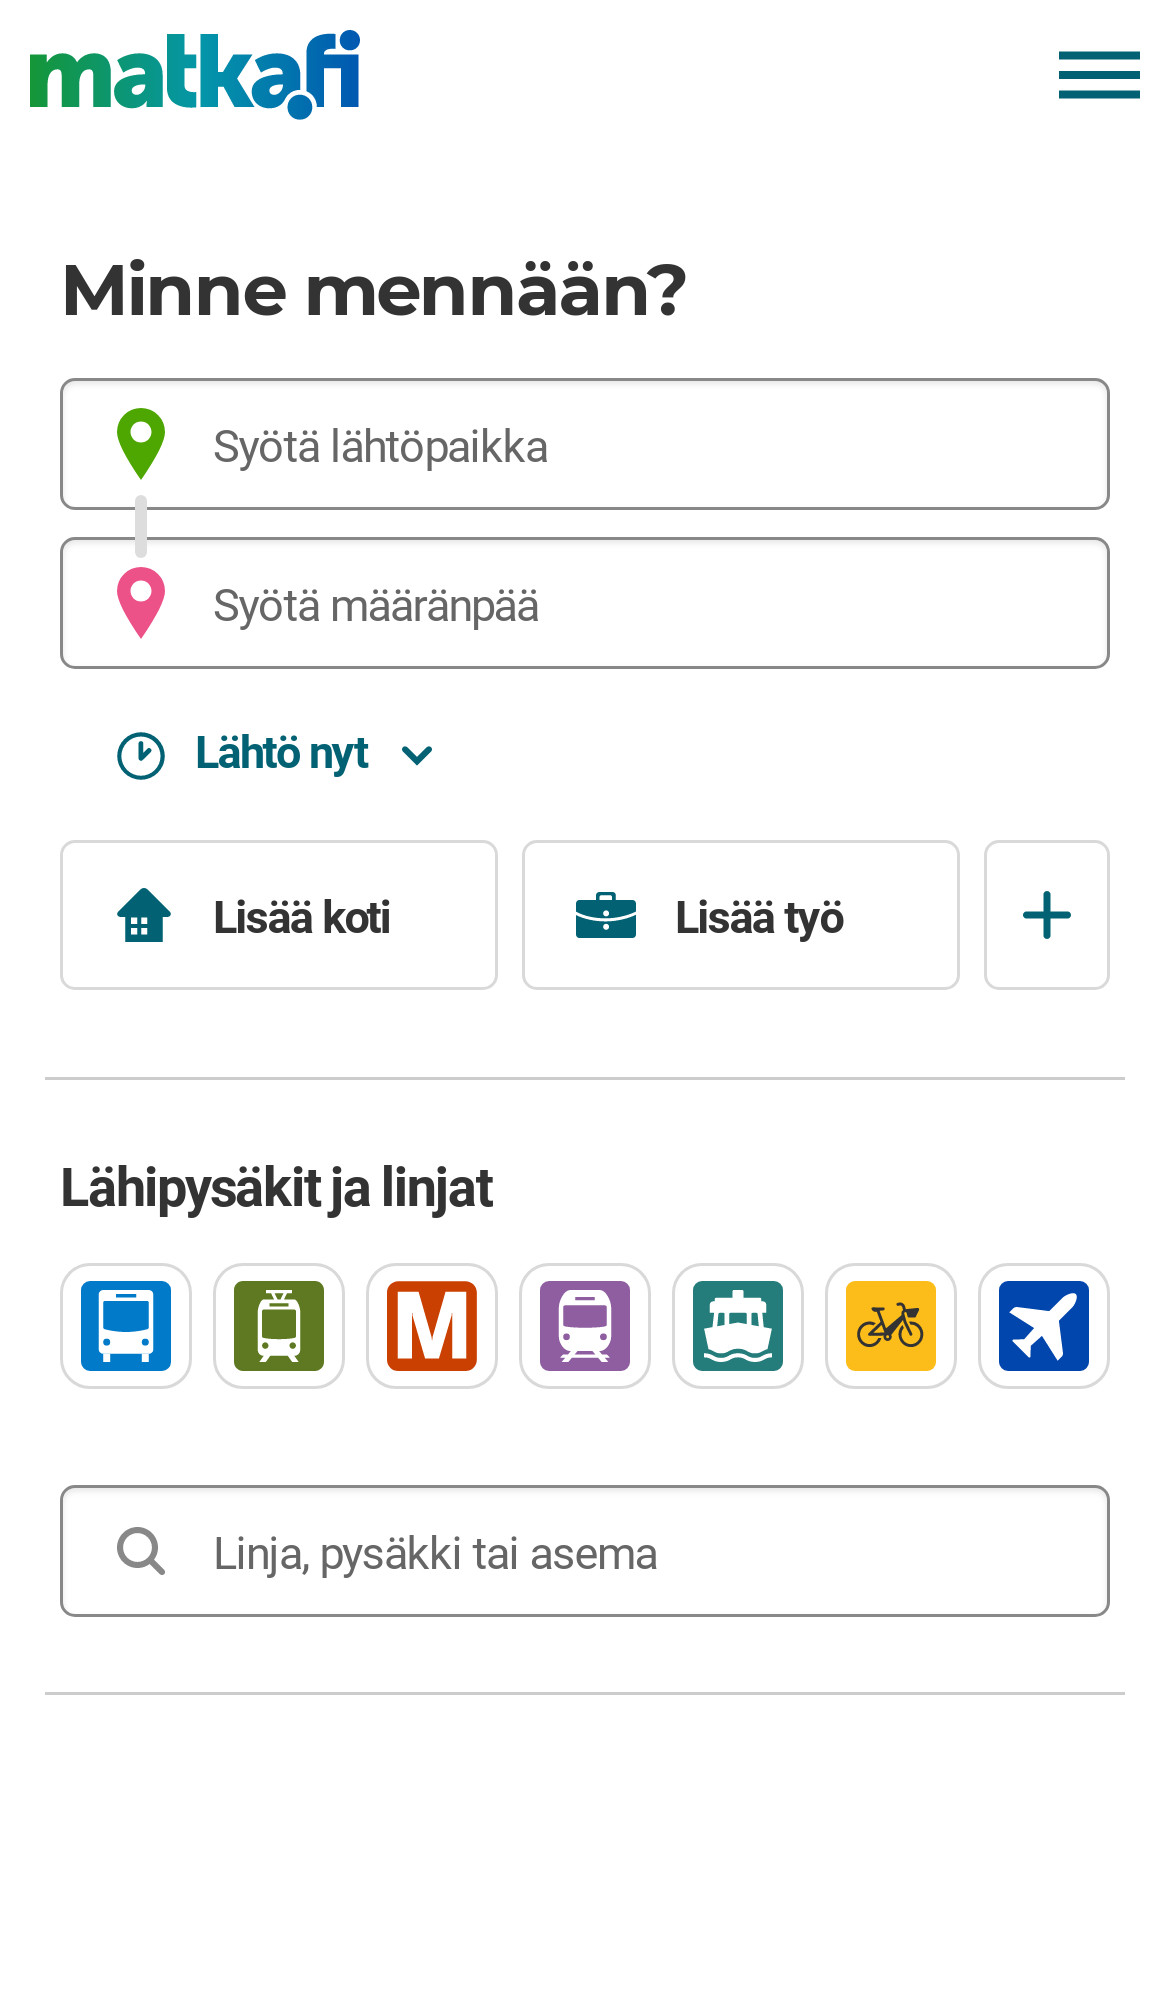 matka.fi
Minne mennään?
Syötä lähtöpaikka
Syötä määränpää
Lähtö nyt
Lisää koti
Lisää työ
Lähipysäkit ja linjat
M
Linja, pysäkki tai asema